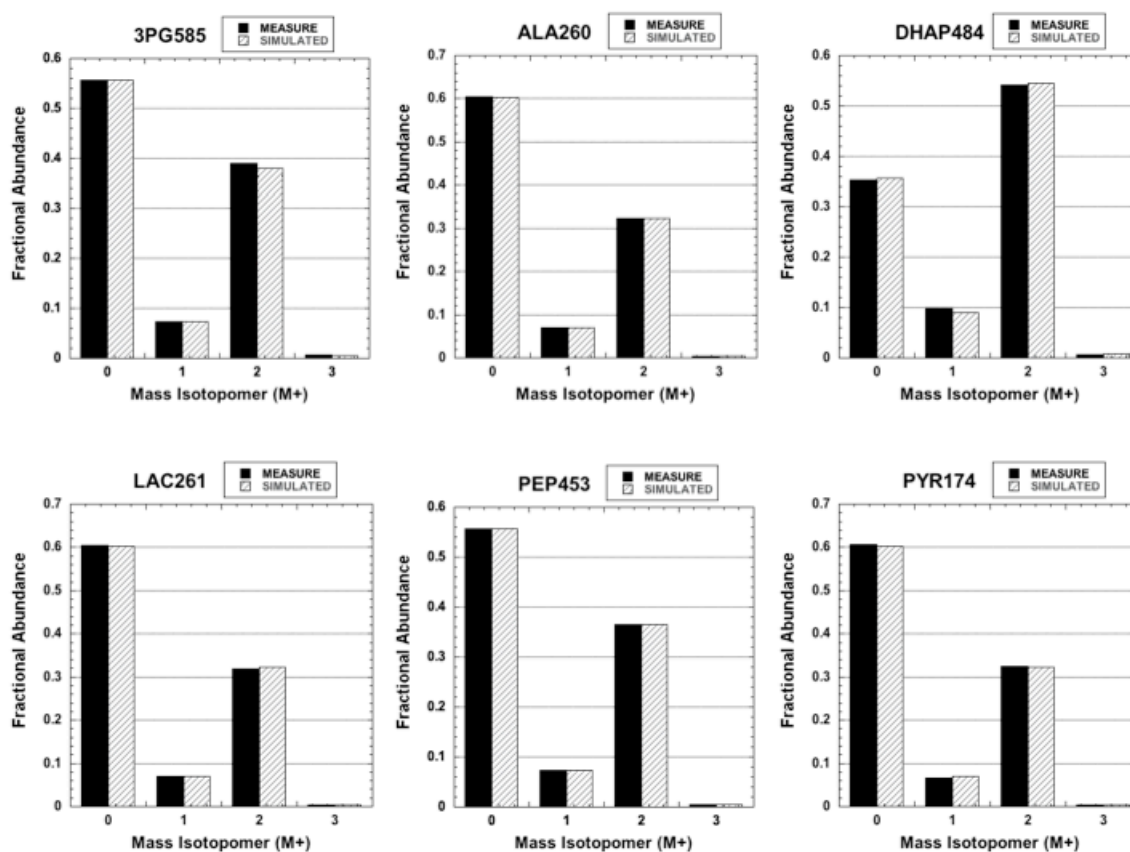 3PG585
MEASURE
SIMULATED
Fractional Abundance
0.6
0.5
0.4
0.3
0.2
0.1
0
0 1 2 3
Mass Isotopomer (M+)
ALA260
MEASURE
SIMULATED
Fractional Abundance
0.7
0.6
0.5
0.4
0.3
0.2
0.1
0
0 1 2 3
Mass Isotopomer (M+)
DHAP484
MEASURE
SIMULATED
Fractional Abundance
0.6
0.5
0.4
0.3
0.2
0.1
0
0 1 2 3
Mass Isotopomer (M+)
LAC261
MEASURE
SIMULATED
Fractional Abundance
0.7
0.6
0.5
0.4
0.3
0.2
0.1
0
0 1 2 3
Mass Isotopomer (M+)
PEP453
MEASURE
SIMULATED
Fractional Abundance
0.6
0.5
0.4
0.3
0.2
0.1
0
0 1 2 3
Mass Isotopomer (M+)
PYR174
MEASURE
SIMULATED
Fractional Abundance
0.7
0.6
0.5
0.4
0.3
0.2
0.1
0
0 1 2 3
Mass Isotopomer (M+)